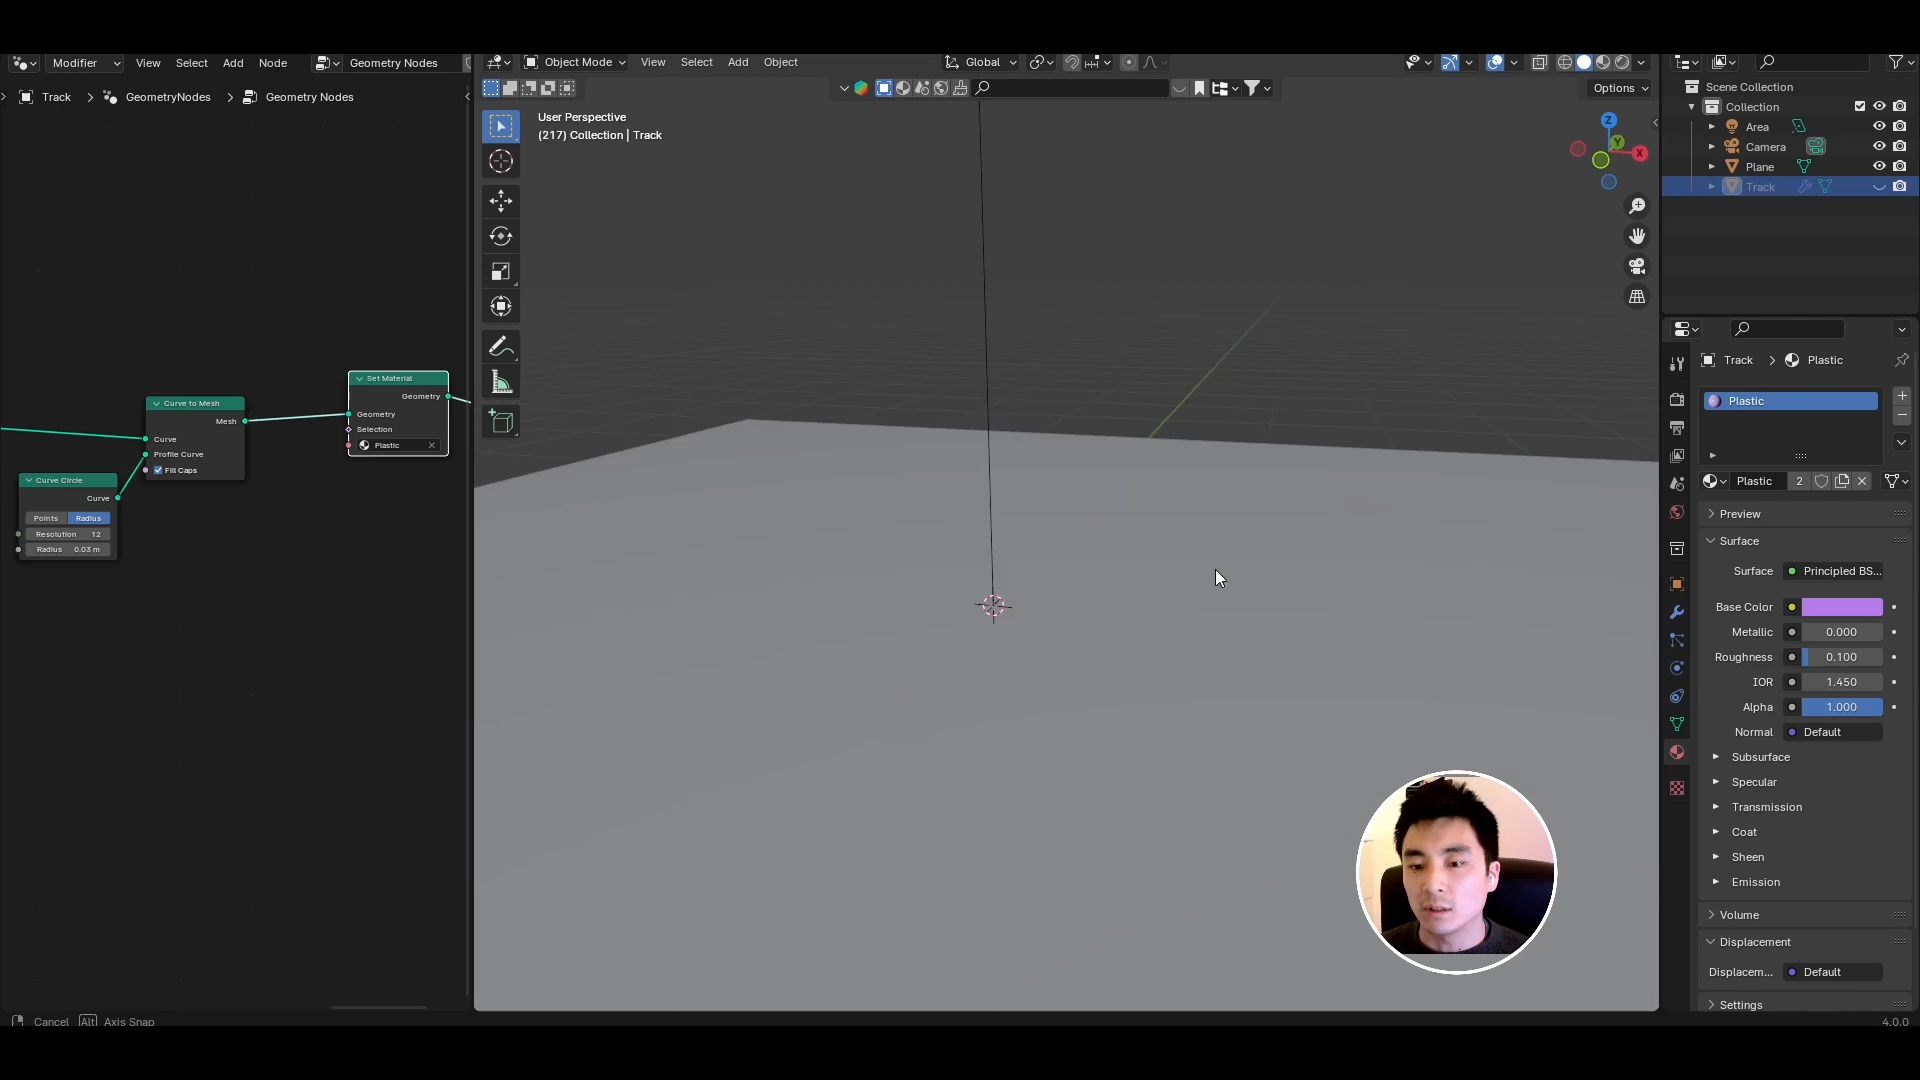 Modifier View Select Add Node Geometry Nodes
Track GeometryNodes Geometry Nodes
Set Material
Geometry
Geometry
Selection
Plastic
Curve to Mesh
Mesh
Curve
Profile Curve
Fill Caps
Curve Circle
Curve
Points Radius
Resolution 12
Radius 0.03 m
Object Mode View Select Add Object Global
Options
User Perspective
(217) Collection | Track
Z
Y
X
Scene Collection
Collection
Area
Camera
Plane
Track
Track Plastic
Plastic
Plastic 2
Preview
Surface
Surface Principled BS...
Base Color
Metallic 0.000
Roughness 0.100
IOR 1.450
Alpha 1.000
Normal Default
Subsurface
Specular
Transmission
Coat
Sheen
Emission
Volume
Displacement
Displacem... Default
Settings
Cancel Alt Axis Snap
4.0.0